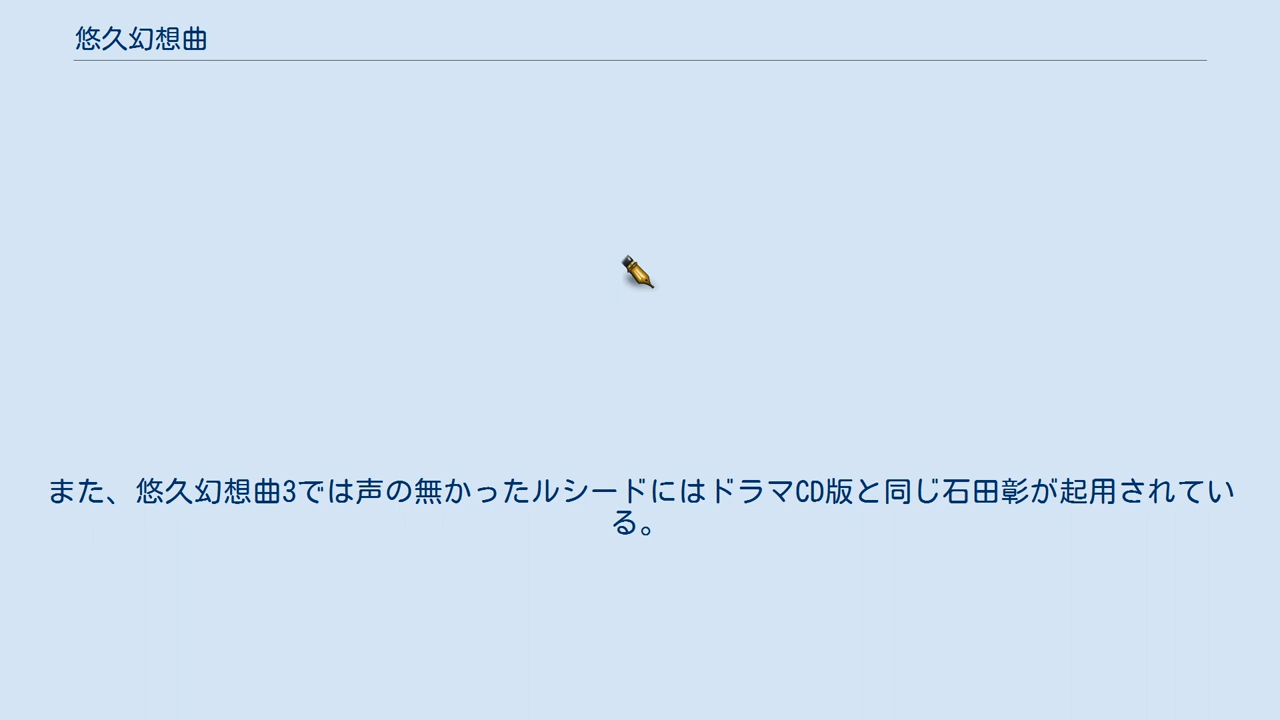 悠久幻想曲
また、悠久幻想曲3では声の無かったルシードにはドラマCD版と同じ石田彰が起用されてい
る。